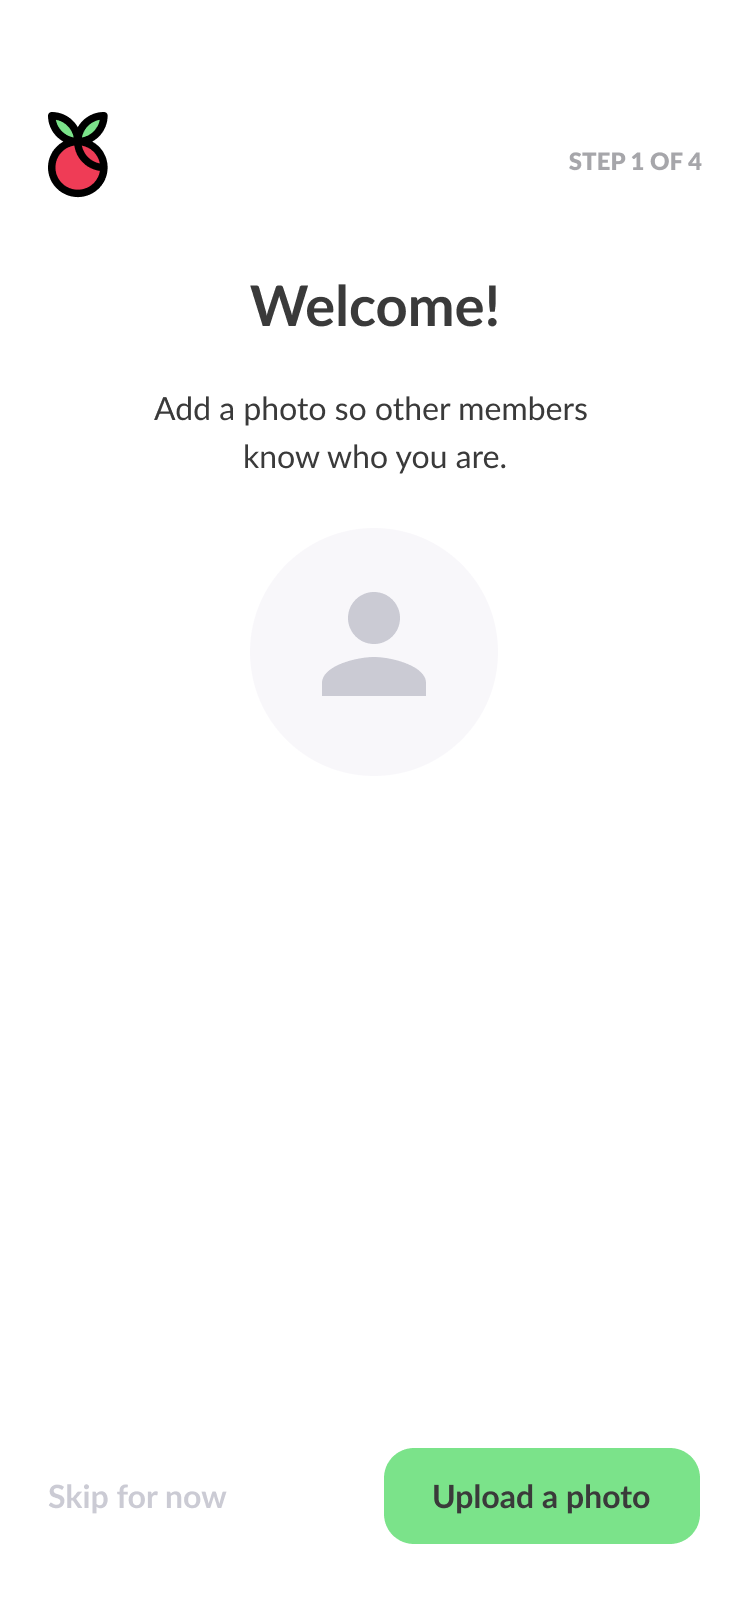 STEP 1 OF 4
Welcome!
Add a photo so other members
know who you are.
Skip for now
Upload a photo